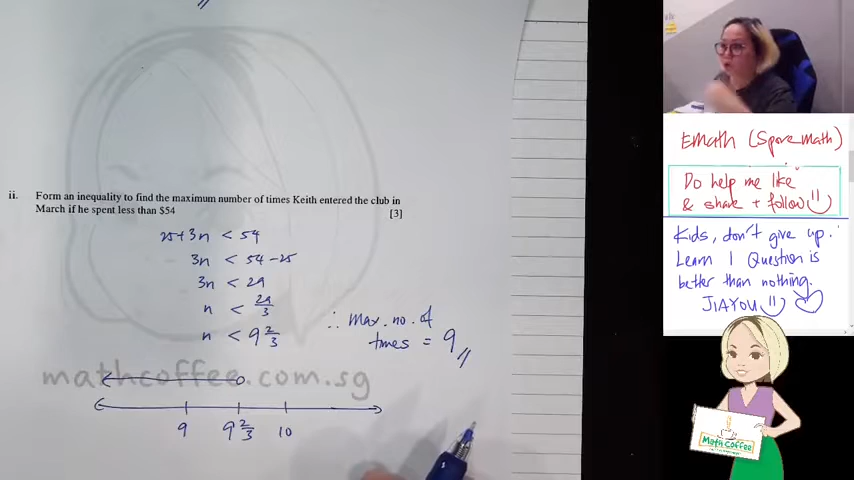 ii. Form an inequality to find the maximum number of times Keith entered the club in
March if he spent less than $54
[3]
25+3n < 54
3n < 54-25
3n < 29
n < 29/3
n < 9 2/3
∴ max. no. of
times = 9
mathcoffee.com.sg
9 9 2/3 10
Emath (Spore math)
Do help me like
& share + follow
Kids, don't give up.
Learn 1 Question is
better than nothing.
JIAYOU
MathCoffee